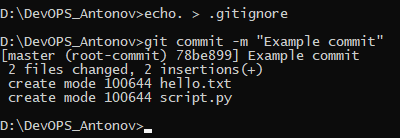 D:\DevOPS_Antonov>echo. > .gitignore
D:\DevOPS_Antonov>git commit -m "Example commit"
[master (root-commit) 78be899] Example commit
 2 files changed, 2 insertions(+)
 create mode 100644 hello.txt
 create mode 100644 script.py
D:\DevOPS_Antonov>